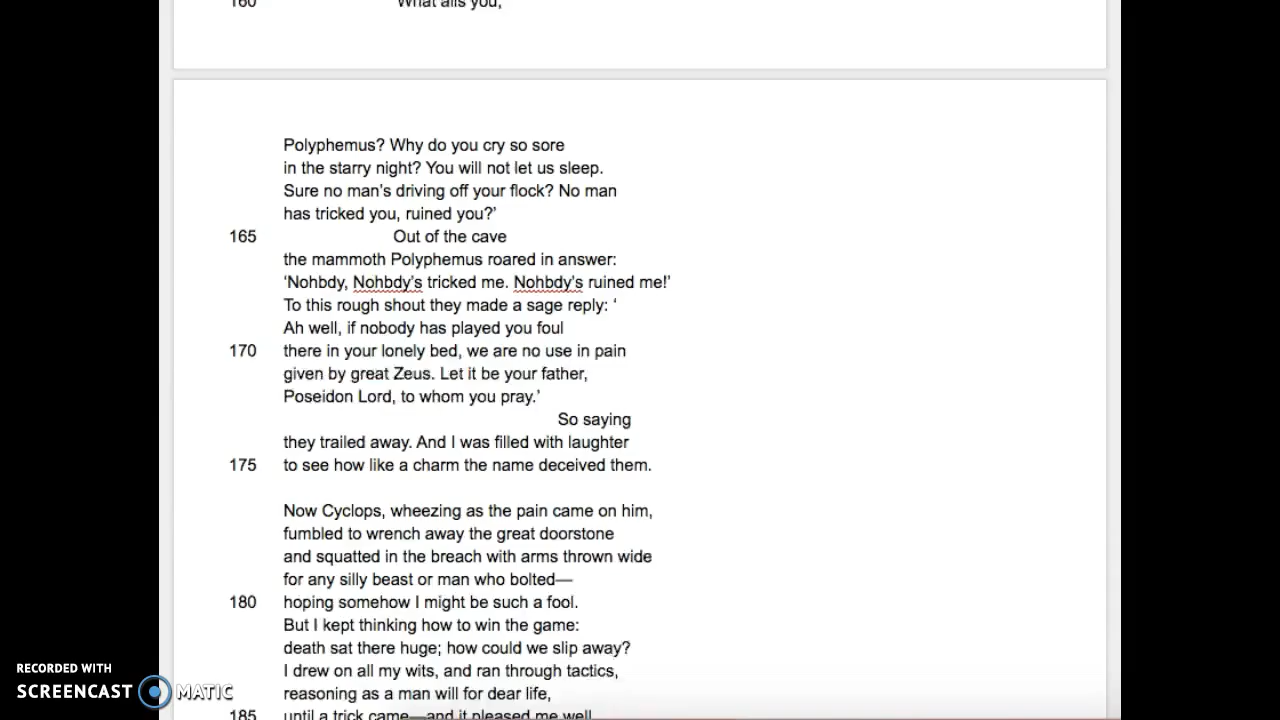 160 What ails you,
Polyphemus? Why do you cry so sore
in the starry night? You will not let us sleep.
Sure no man's driving off your flock? No man
has tricked you, ruined you?'
165 Out of the cave
the mammoth Polyphemus roared in answer:
'Nohbdy, Nohbdy's tricked me. Nohbdy's ruined me!'
To this rough shout they made a sage reply: '
Ah well, if nobody has played you foul
170 there in your lonely bed, we are no use in pain
given by great Zeus. Let it be your father,
Poseidon Lord, to whom you pray.'
So saying
they trailed away. And I was filled with laughter
175 to see how like a charm the name deceived them.
Now Cyclops, wheezing as the pain came on him,
fumbled to wrench away the great doorstone
and squatted in the breach with arms thrown wide
for any silly beast or man who bolted—
180 hoping somehow I might be such a fool.
But I kept thinking how to win the game:
death sat there huge; how could we slip away?
I drew on all my wits, and ran through tactics,
reasoning as a man will for dear life,
185 until a trick came—and it pleased me well
RECORDED WITH
SCREENCAST MATIC